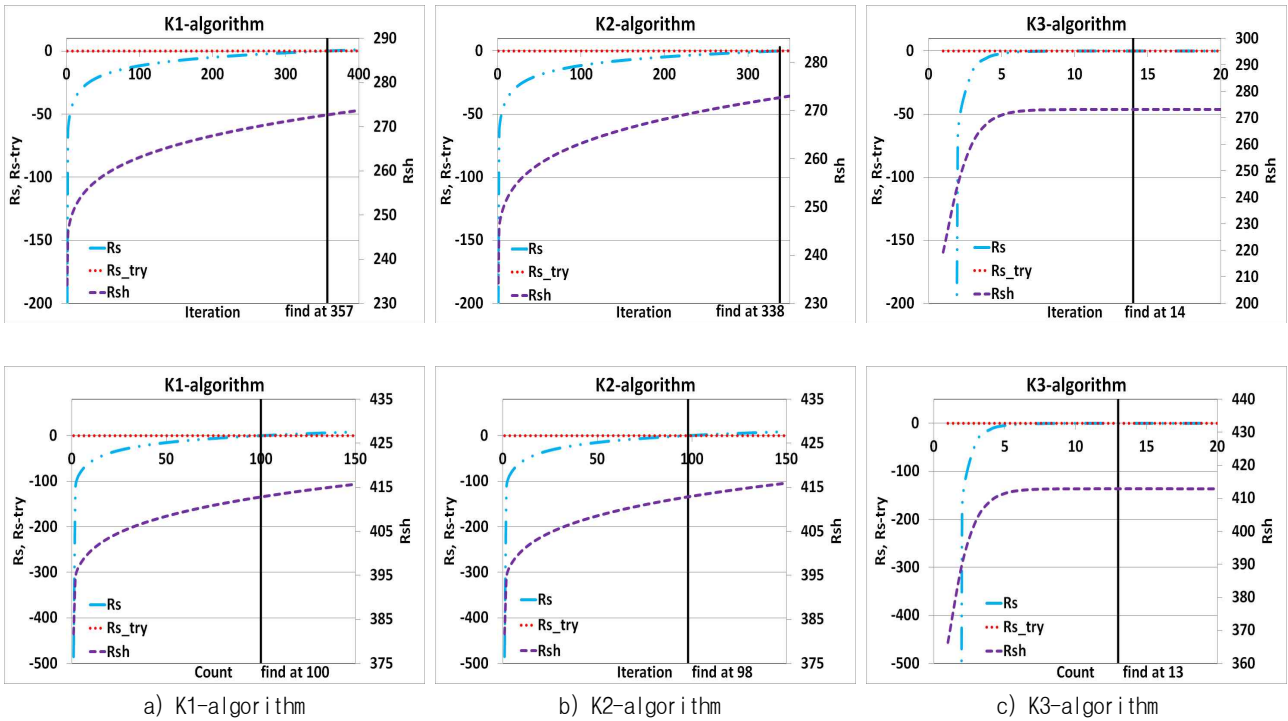 K1-algorithm
0
-50
-100
-150
-200
Rs, Rs-try
0 100 200 300 400
290
280
270
260
250
240
230
Rsh
Rs
Rs_try
Rsh
Iteration
find at 357
K2-algorithm
0
-50
-100
-150
-200
Rs, Rs-try
0 100 200 300
280
270
260
250
240
230
Rsh
Rs
Rs_try
Rsh
Iteration
find at 338
K3-algorithm
0
-50
-100
-150
-200
Rs, Rs-try
0 5 10 15 20
300
290
280
270
260
250
240
230
220
210
200
Rsh
Rs
Rs_try
Rsh
Iteration
find at 14
K1-algorithm
0
-100
-200
-300
-400
-500
Rs, Rs-try
0 50 100 150
435
425
415
405
395
385
375
Rsh
Rs
Rs_try
Rsh
Count
find at 100
K2-algorithm
0
-100
-200
-300
-400
-500
Rs, Rs-try
0 50 100 150
435
425
415
405
395
385
375
Rsh
Rs
Rs_try
Rsh
Iteration
find at 98
K3-algorithm
0
-100
-200
-300
-400
-500
Rs, Rs-try
0 5 10 15 20
440
430
420
410
400
390
380
370
360
Rsh
Rs
Rs_try
Rsh
Count
find at 13
a) K1-algorithm
b) K2-algorithm
c) K3-algorithm